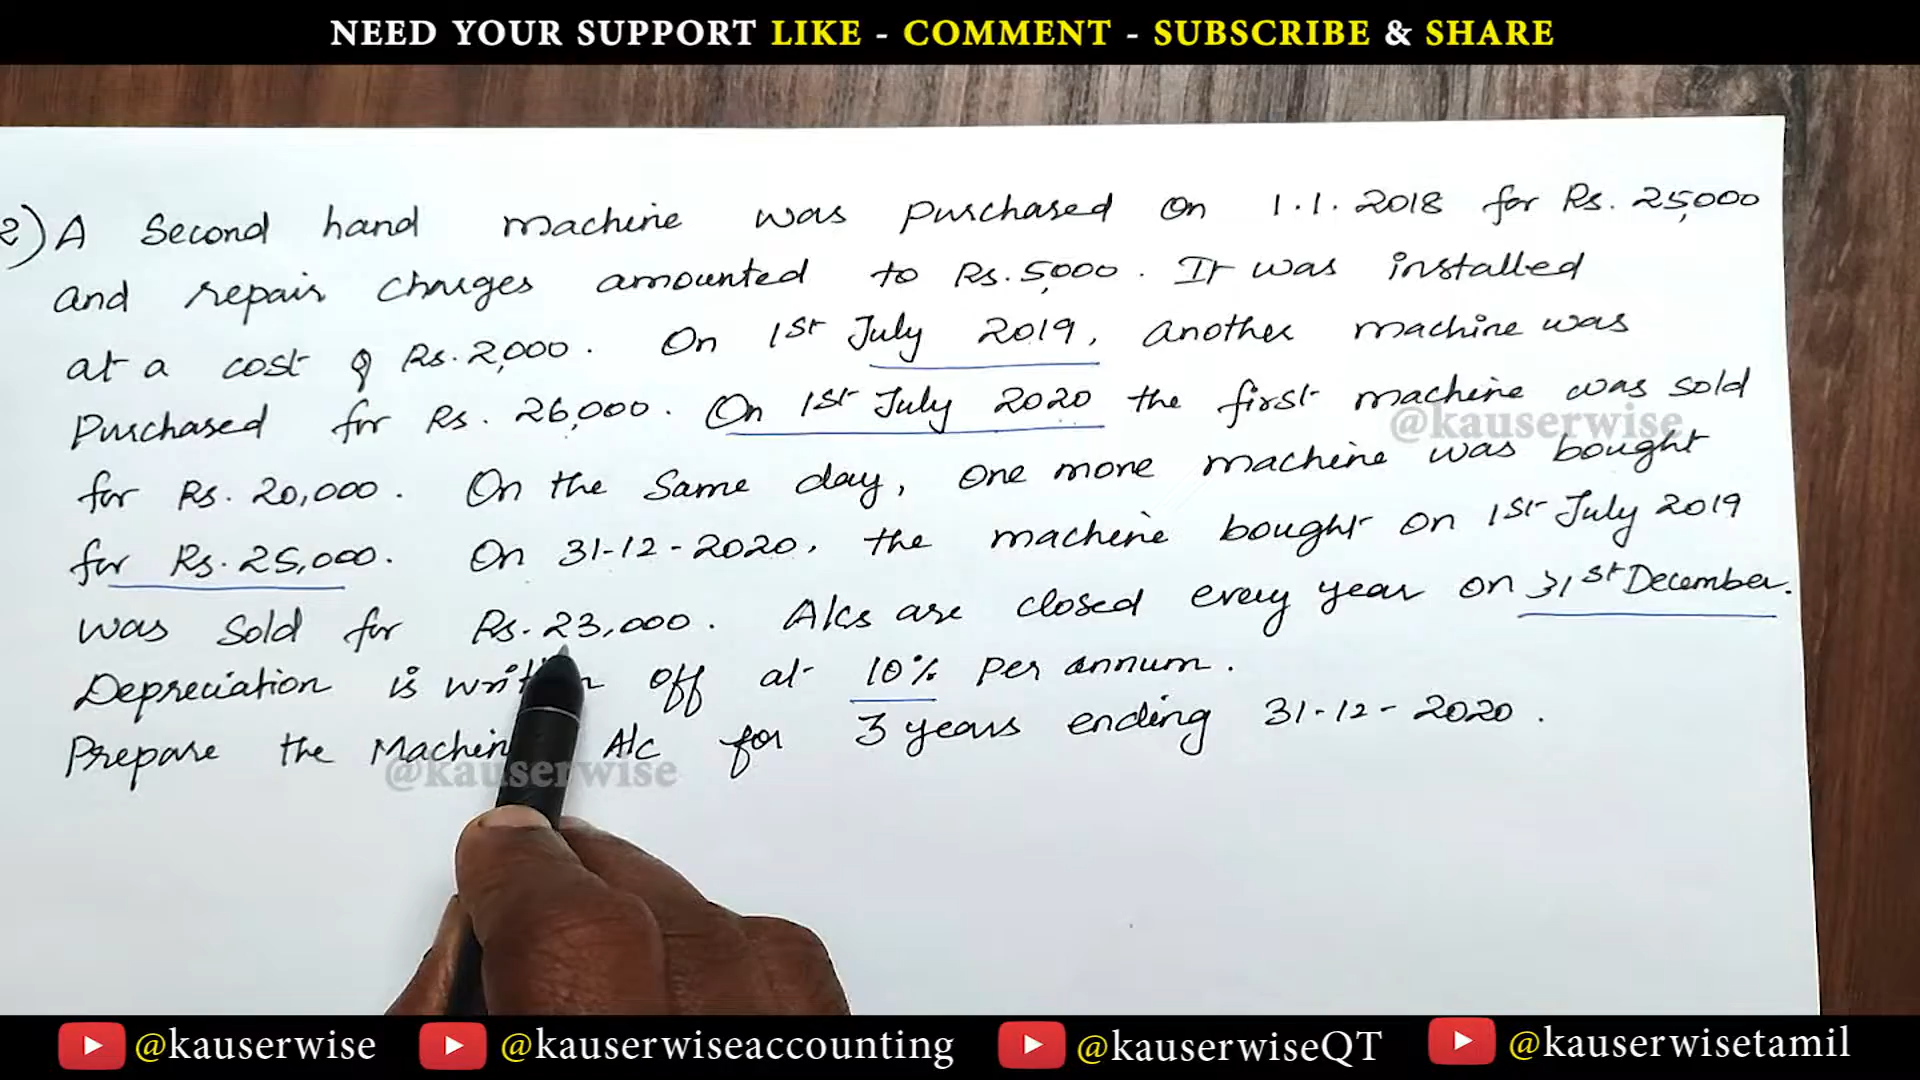 NEED YOUR SUPPORT LIKE - COMMENT - SUBSCRIBE & SHARE
2) A Second hand machine was purchased on 1.1.2018 for Rs. 25,000
and repair charges amounted to Rs. 5,000. It was installed
at a cost of Rs. 2,000. On 1st July 2019, another machine was
Purchased for Rs. 26,000. On 1st July 2020 the first machine was sold
@kauserwise
for Rs. 20,000. On the same day, one more machine was bought
for Rs. 25,000. On 31-12-2020, the machine bought on 1st July 2019
was sold for Rs. 23,000. A/cs are closed every year on 31st December.
Depreciation is off at 10% per annum.
Prepare the A/c for 3 years ending 31-12-2020.
@kauserwise
@kauserwise @kauserwiseaccounting @kauserwiseQT @kauserwisetamil